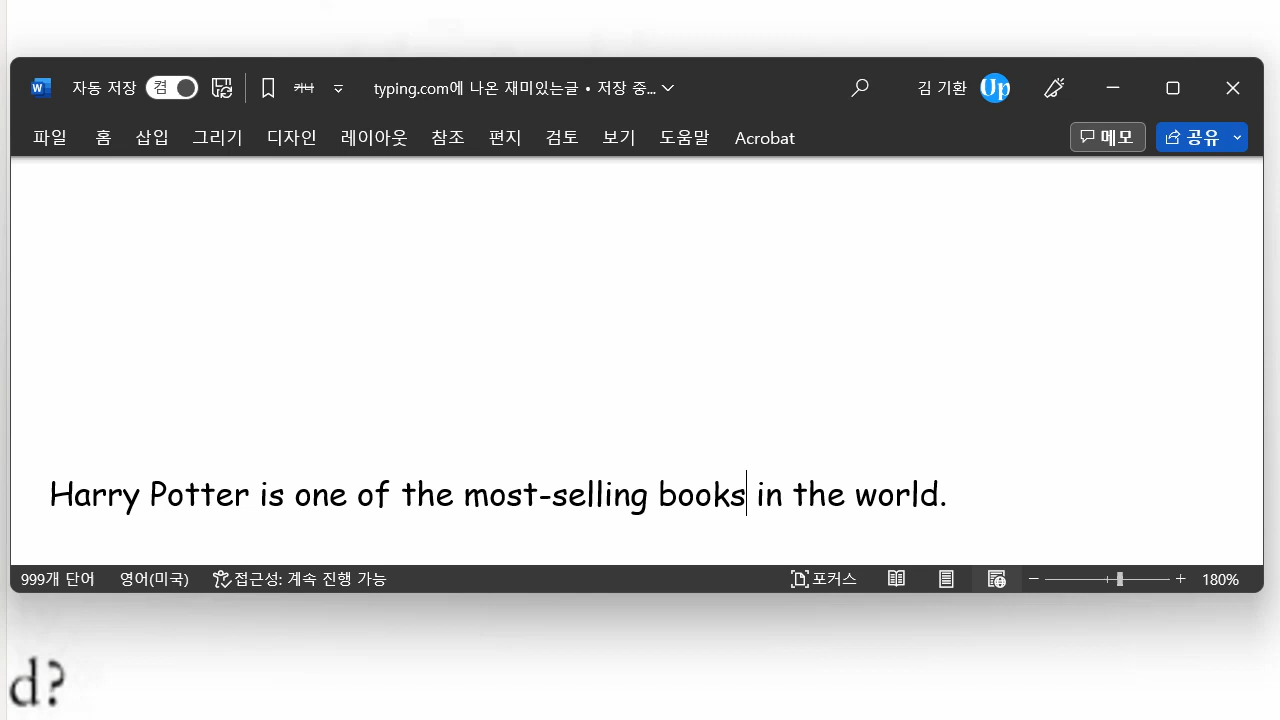 자동 저장 켬 가나 typing.com에 나온 재미있는글 • 저장 중... 김 기환 Up
파일 홈 삽입 그리기 디자인 레이아웃 참조 편지 검토 보기 도움말 Acrobat 메모 공유
Harry Potter is one of the most-selling books in the world.
999개 단어 영어(미국) 접근성: 계속 진행 가능 포커스 180%
d?